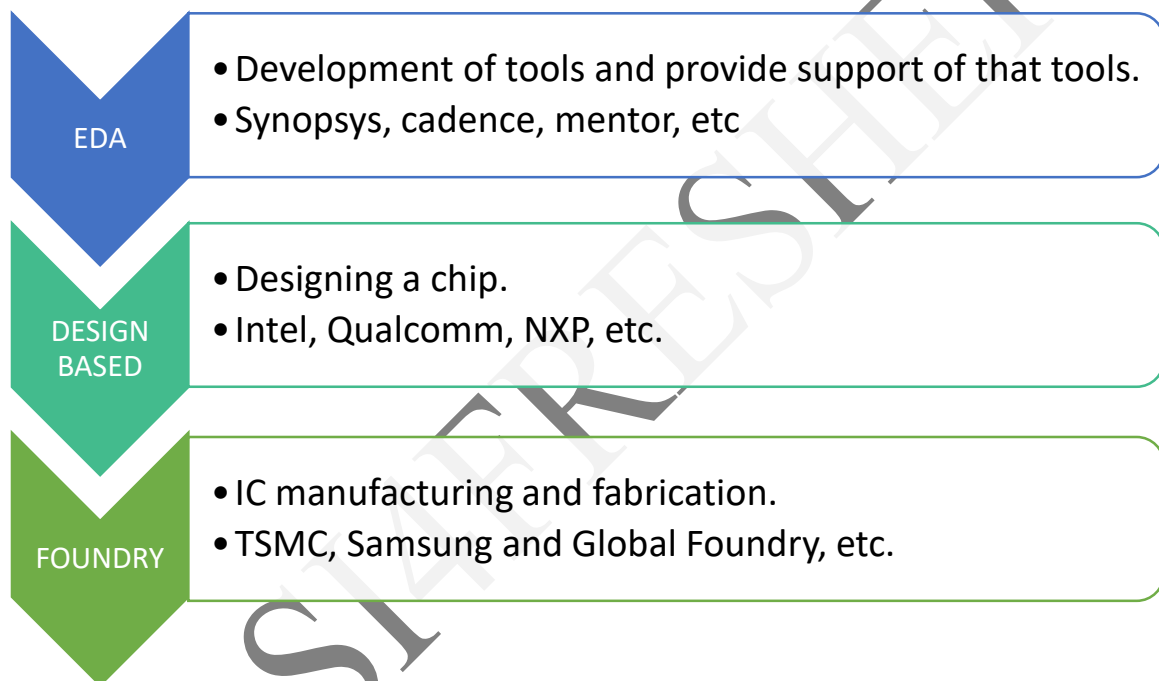 EDA
• Development of tools and provide support of that tools.
• Synopsys, cadence, mentor, etc
DESIGN
BASED
• Designing a chip.
• Intel, Qualcomm, NXP, etc.
FOUNDRY
• IC manufacturing and fabrication.
• TSMC, Samsung and Global Foundry, etc.
SI4FRESHE